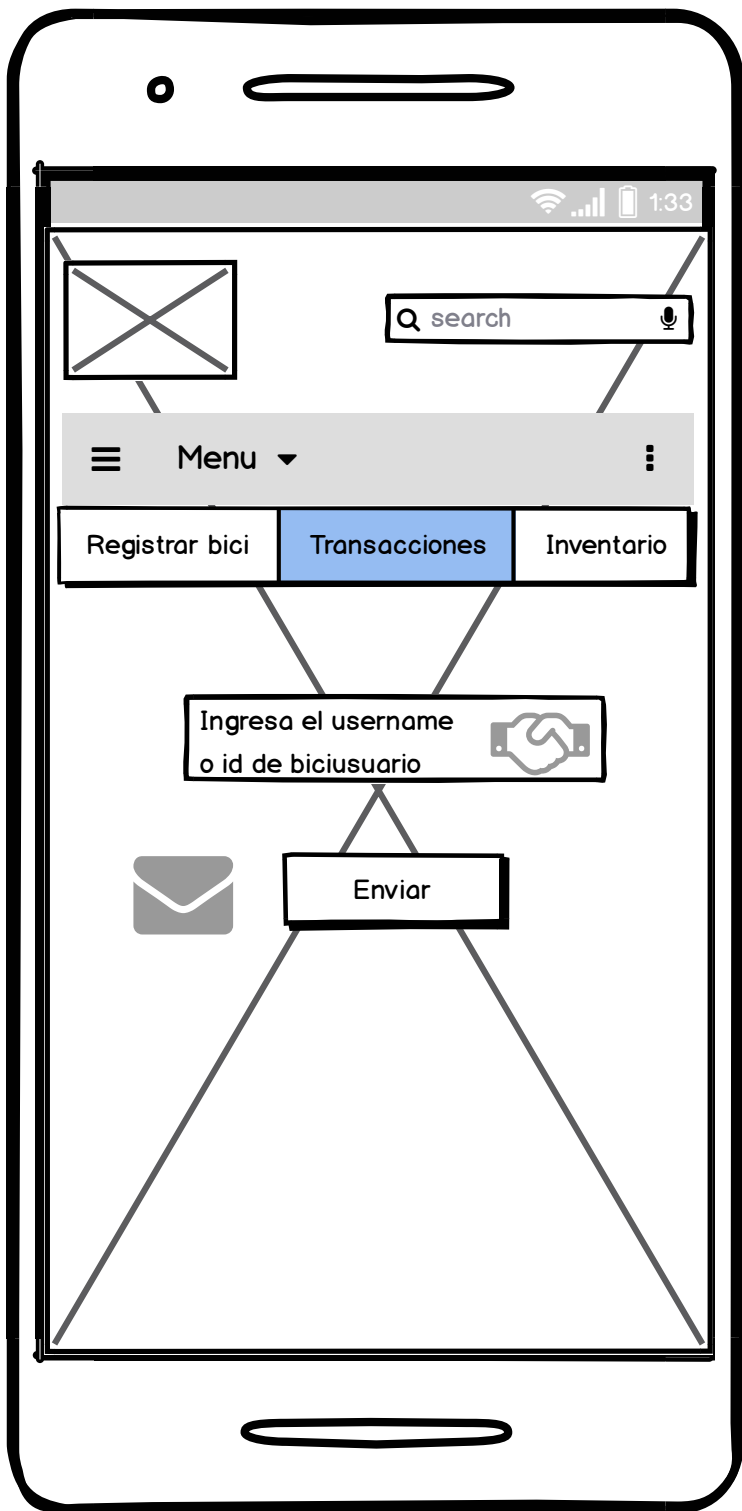 1:33
search
Menu
Registrar bici
Transacciones
Inventario
Ingresa el username
o id de biciusuario
Enviar